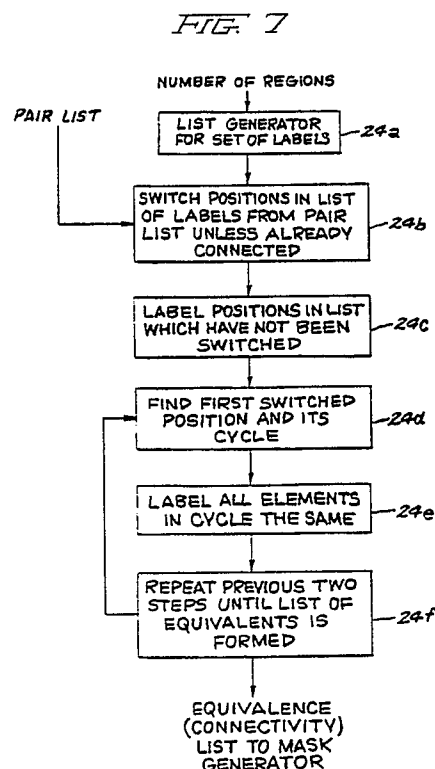 FIG. 7
NUMBER OF REGIONS
PAIR LIST
LIST GENERATOR
FOR SET OF LABELS
24a
SWITCH POSITIONS IN LIST
OF LABELS FROM PAIR
LIST UNLESS ALREADY
CONNECTED
24b
LABEL POSITIONS IN LIST
WHICH HAVE NOT BEEN
SWITCHED
24c
FIND FIRST SWITCHED
POSITION AND ITS
CYCLE
24d
LABEL ALL ELEMENTS
IN CYCLE THE SAME
24e
REPEAT PREVIOUS TWO
STEPS UNTIL LIST OF
EQUIVALENTS IS
FORMED
24f
EQUIVALENCE
(CONNECTIVITY)
LIST TO MASK
GENERATOR